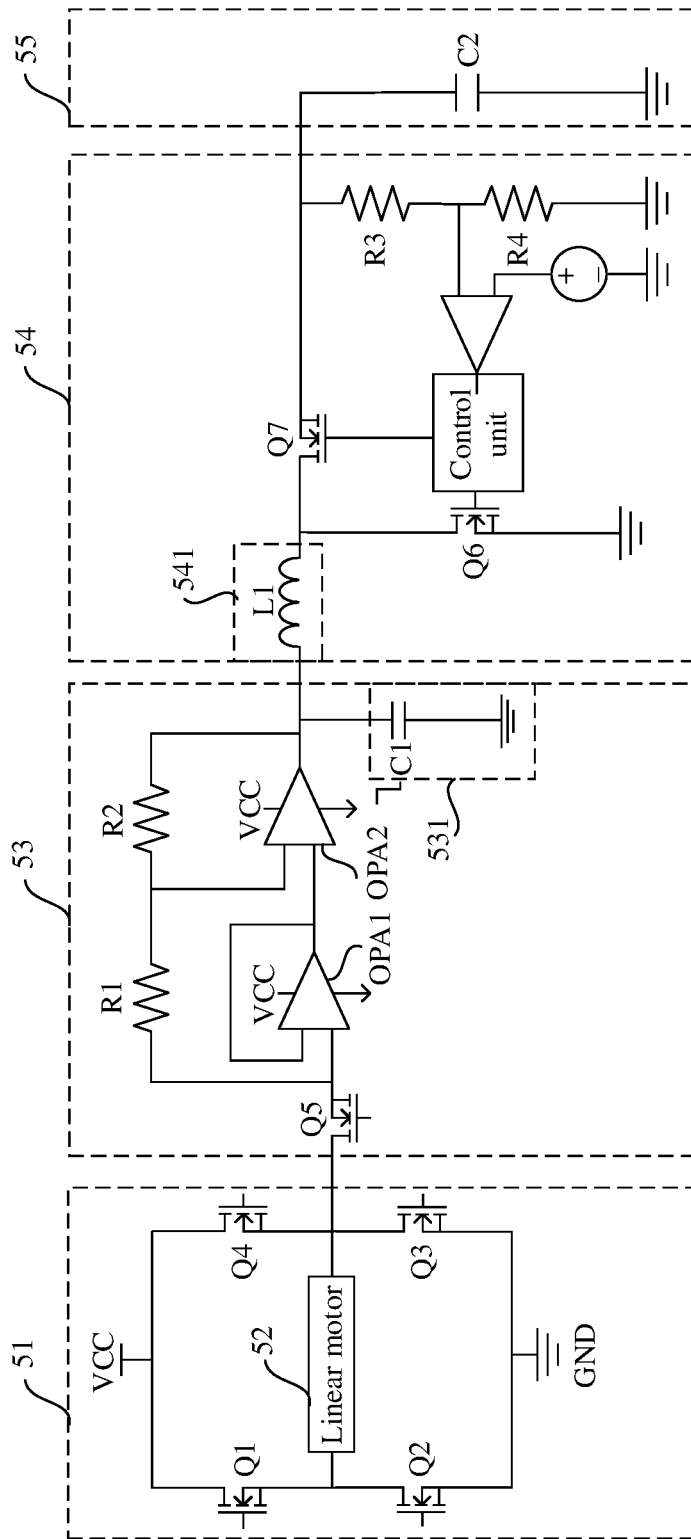 51
53
54
55
VCC
Q1
Q4
52
Linear motor
Q2
Q3
GND
R1
R2
Q5
VCC
OPA1
VCC
OPA2
C1
531
541
L1
Q7
Q6
Control
unit
R3
R4
+
−
C2